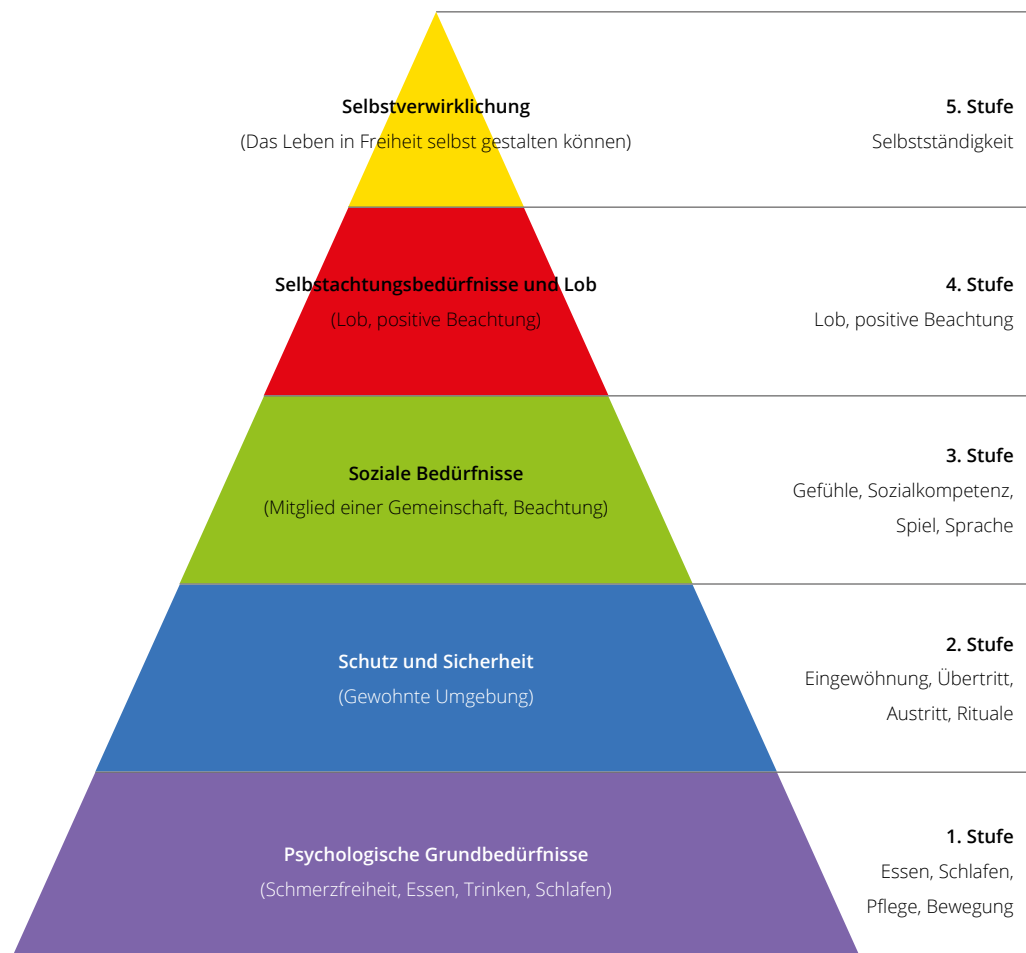 Selbstverwirklichung
(Das Leben in Freiheit selbst gestalten können)
5. Stufe
Selbstständigkeit
Selbstachtungsbedürfnisse und Lob
(Lob, positive Beachtung)
4. Stufe
Lob, positive Beachtung
Soziale Bedürfnisse
(Mitglied einer Gemeinschaft, Beachtung)
3. Stufe
Gefühle, Sozialkompetenz,
Spiel, Sprache
Schutz und Sicherheit
(Gewohnte Umgebung)
2. Stufe
Eingewöhnung, Übertritt,
Austritt, Rituale
Psychologische Grundbedürfnisse
(Schmerzfreiheit, Essen, Trinken, Schlafen)
1. Stufe
Essen, Schlafen,
Pflege, Bewegung